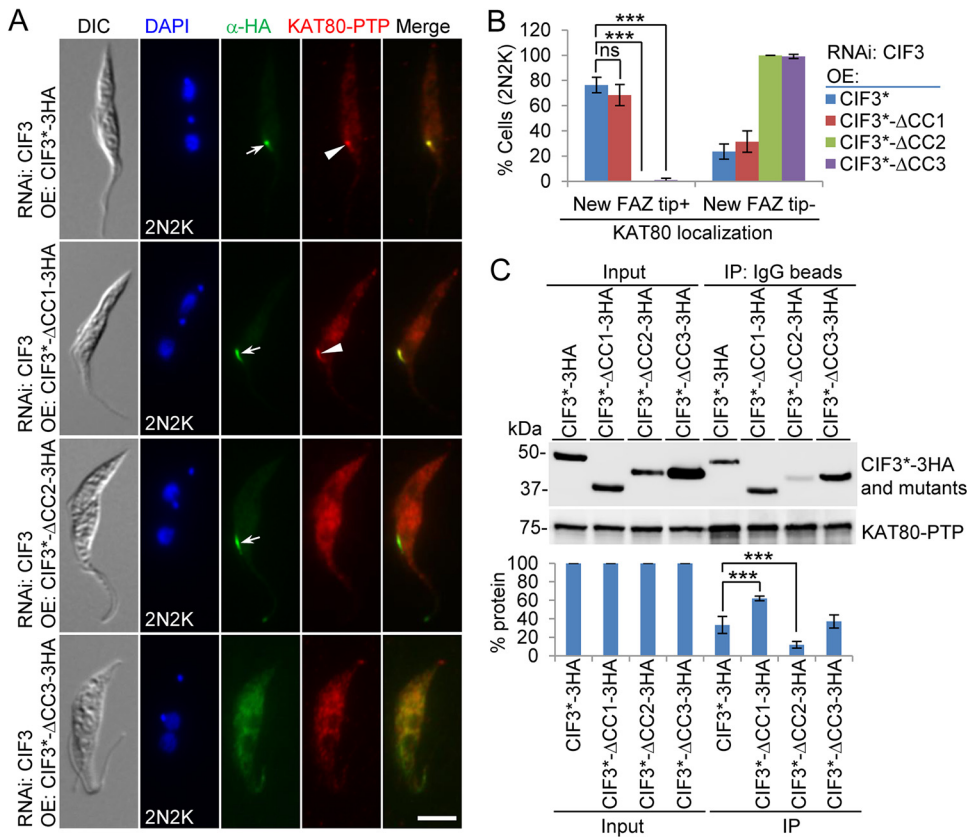 A
DIC DAPI α-HA KAT80-PTP Merge
RNAi: CIF3
OE: CIF3*-3HA
2N2K
RNAi: CIF3
OE: CIF3*-ΔCC1-3HA
2N2K
RNAi: CIF3
OE: CIF3*-ΔCC2-3HA
2N2K
RNAi: CIF3
OE: CIF3*-ΔCC3-3HA
2N2K
B
% Cells (2N2K)
120
100
80
60
40
20
0
***
***
ns
New FAZ tip+ New FAZ tip-
KAT80 localization
RNAi: CIF3
OE:
CIF3*
CIF3*-ΔCC1
CIF3*-ΔCC2
CIF3*-ΔCC3
C
Input IP: IgG beads
CIF3*-3HA
CIF3*-ΔCC1-3HA
CIF3*-ΔCC2-3HA
CIF3*-ΔCC3-3HA
CIF3*-3HA
CIF3*-ΔCC1-3HA
CIF3*-ΔCC2-3HA
CIF3*-ΔCC3-3HA
kDa
50-
37-
CIF3*-3HA
and mutants
75-
KAT80-PTP
% protein
100
80
60
40
20
0
***
***
CIF3*-3HA
CIF3*-ΔCC1-3HA
CIF3*-ΔCC2-3HA
CIF3*-ΔCC3-3HA
CIF3*-3HA
CIF3*-ΔCC1-3HA
CIF3*-ΔCC2-3HA
CIF3*-ΔCC3-3HA
Input IP